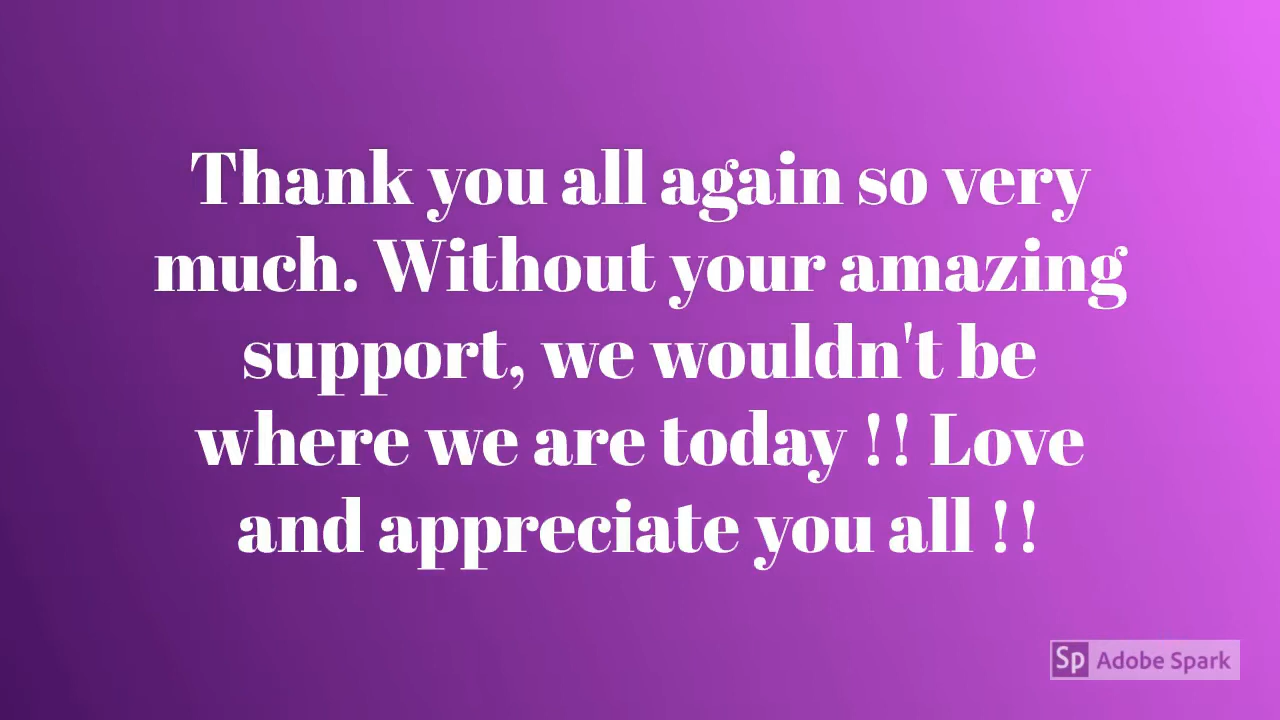 Thank you all again so very
much. Without your amazing
support, we wouldn't be
where we are today !! Love
and appreciate you all !!
Sp Adobe Spark